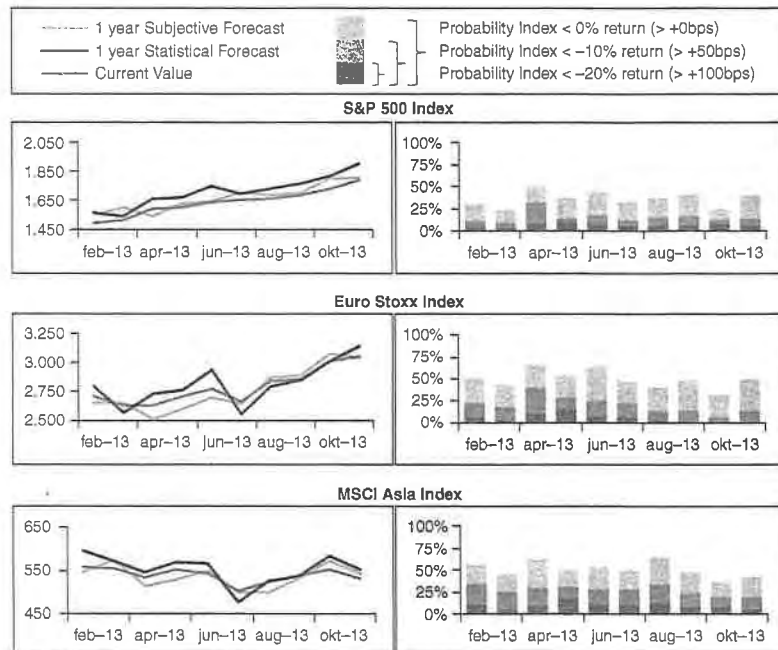 1 year Subjective Forecast
1 year Statistical Forecast
Current Value
Probability Index < 0% return (> +0bps)
Probability Index < –10% return (> +50bps)
Probability Index < –20% return (> +100bps)
S&P 500 Index
2.050
1.850
1.650
1,450
feb–13 apr–13 jun–13 aug–13 okt–13
100%
75%
50%
25%
0%
feb–13 apr–13 jun–13 aug–13 okt–13
Euro Stoxx Index
3.250
3.000
2.750
2.500
feb–13 apr–13 jun–13 aug–13 okt–13
100%
75%
50%
25%
0%
feb–13 apr–13 jun–13 aug–13 okt–13
MSCI Asia Index
650
550
450
feb–13 apr–13 jun–13 aug–13 okt–13
100%
75%
50%
25%
0%
feb–13 apr–13 jun–13 aug–13 okt–13